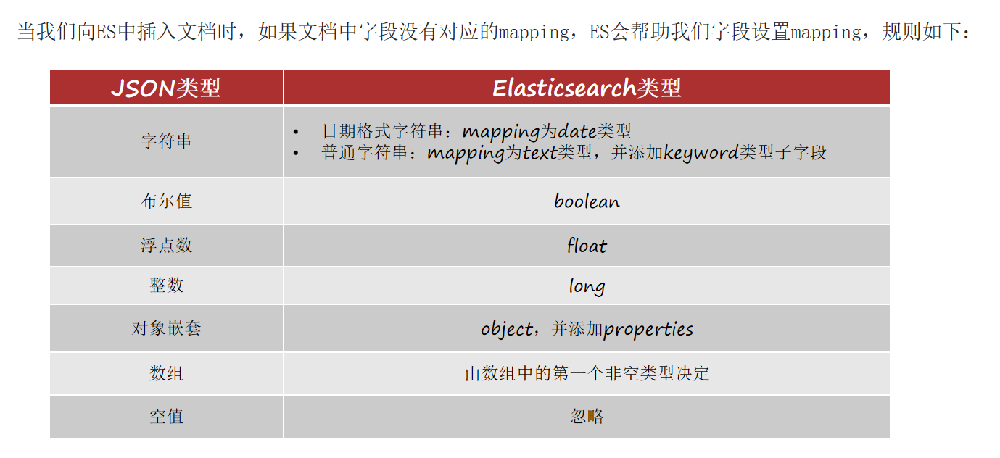 当我们向ES中插入文档时，如果文档中字段没有对应的mapping，ES会帮助我们字段设置mapping，规则如下：
JSON类型 Elasticsearch类型
字符串
• 日期格式字符串：mapping为date类型
• 普通字符串：mapping为text类型，并添加keyword类型子字段
布尔值 boolean
浮点数 float
整数 long
对象嵌套 object，并添加properties
数组 由数组中的第一个非空类型决定
空值 忽略